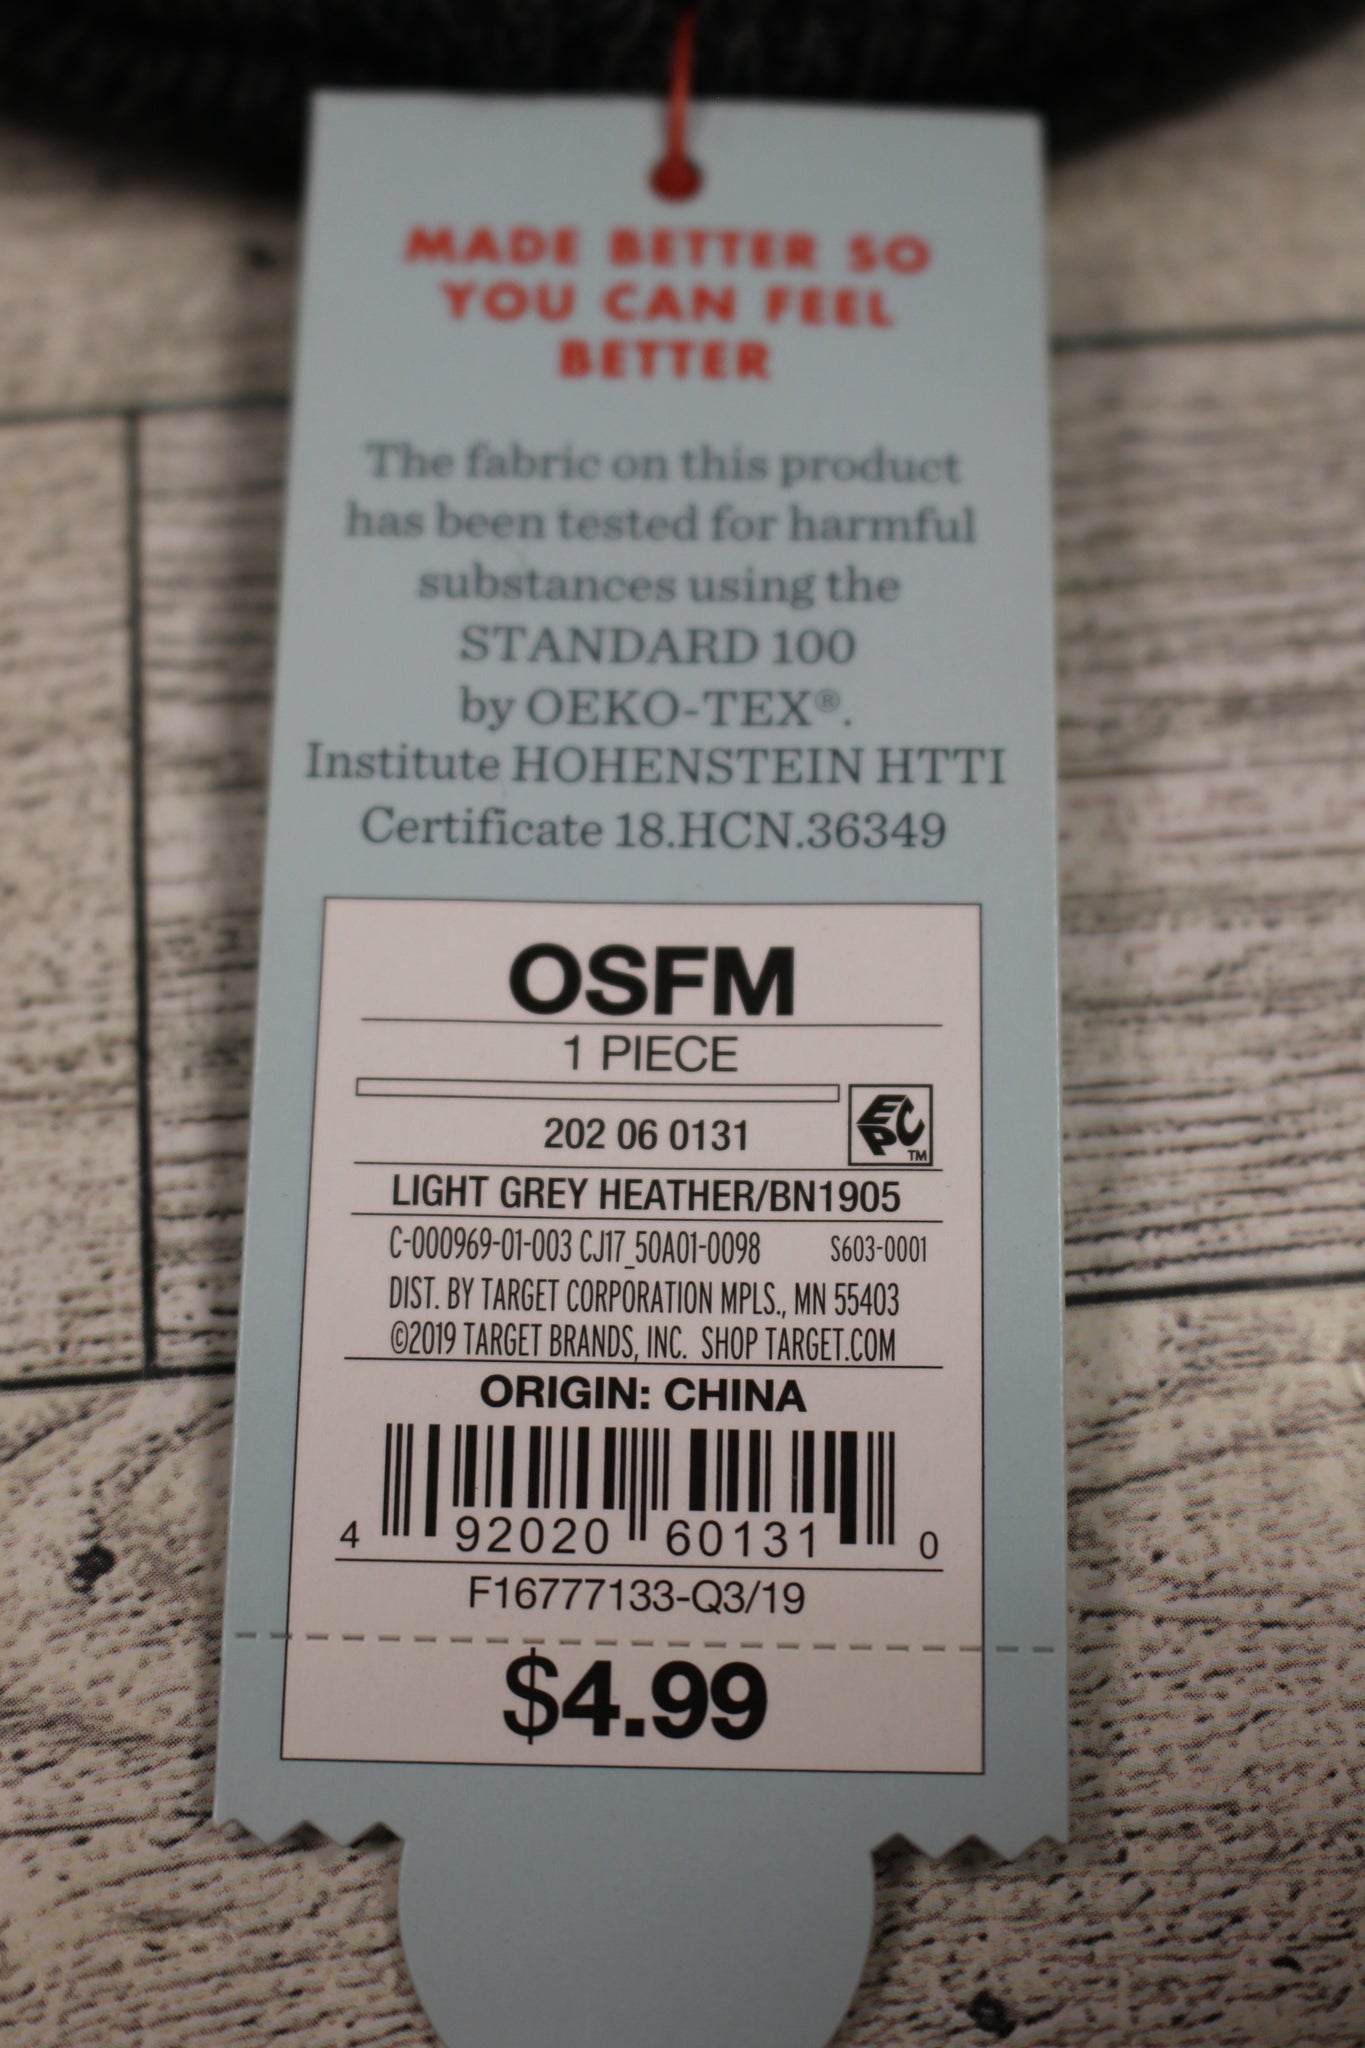 MADE BETTER SO
YOU CAN FEEL
BETTER
The fabric on this product
has been tested for harmful
substances using the
STANDARD 100
by OEKO-TEX®.
Institute HOHENSTEIN HTTI
Certificate 18.HCN.36349
OSFM
1 PIECE
EPC™
202 06 0131
LIGHT GREY HEATHER/BN1905
C-000969-01-003 CJ17_50A01-0098 S603-0001
DIST. BY TARGET CORPORATION MPLS., MN 55403
©2019 TARGET BRANDS, INC. SHOP TARGET.COM
ORIGIN: CHINA
4 92020 60131 0
F16777133-Q3/19
$4.99